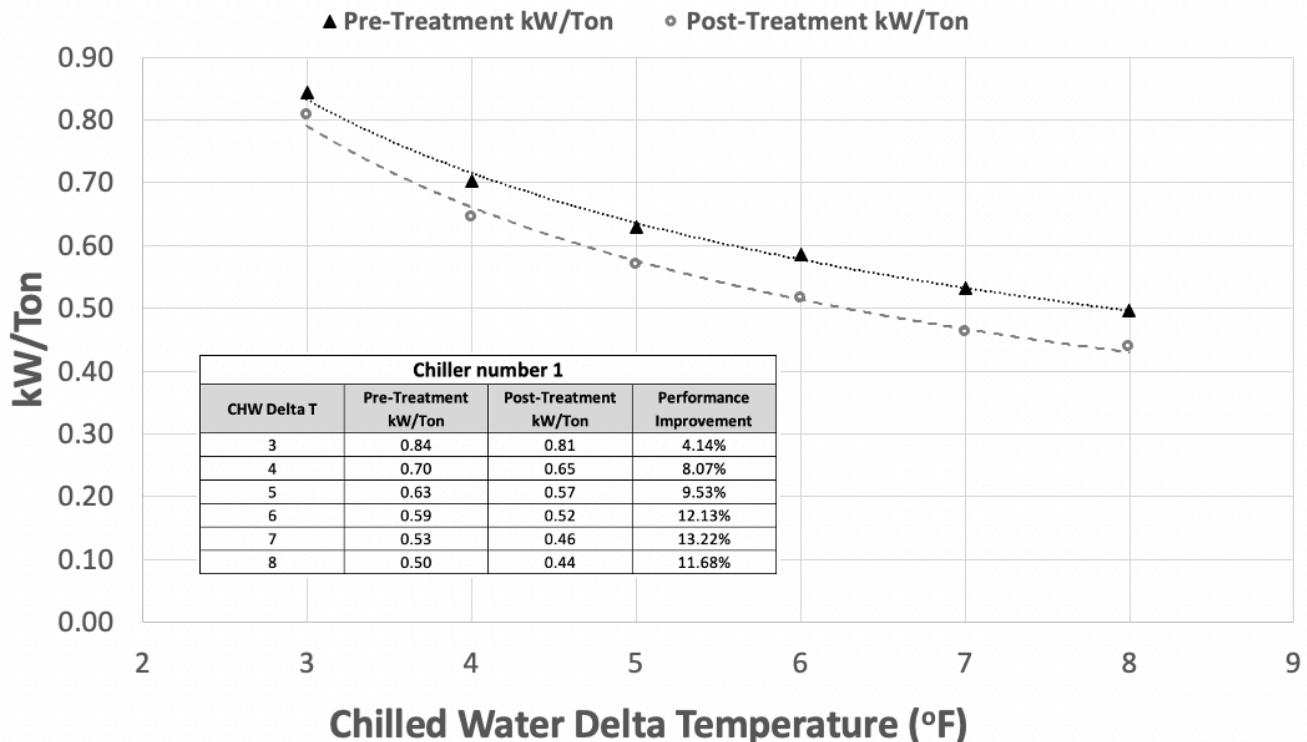 Pre-Treatment kW/Ton Post-Treatment kW/Ton
0.90
0.80
0.70
0.60
0.50
0.40
0.30
0.20
0.10
0.00
kW/Ton
Chiller number 1
CHW Delta T Pre-Treatment kW/Ton Post-Treatment kW/Ton Performance Improvement
3 0.84 0.81 4.14%
4 0.70 0.65 8.07%
5 0.63 0.57 9.53%
6 0.59 0.52 12.13%
7 0.53 0.46 13.22%
8 0.50 0.44 11.68%
2 3 4 5 6 7 8 9
Chilled Water Delta Temperature (ºF)